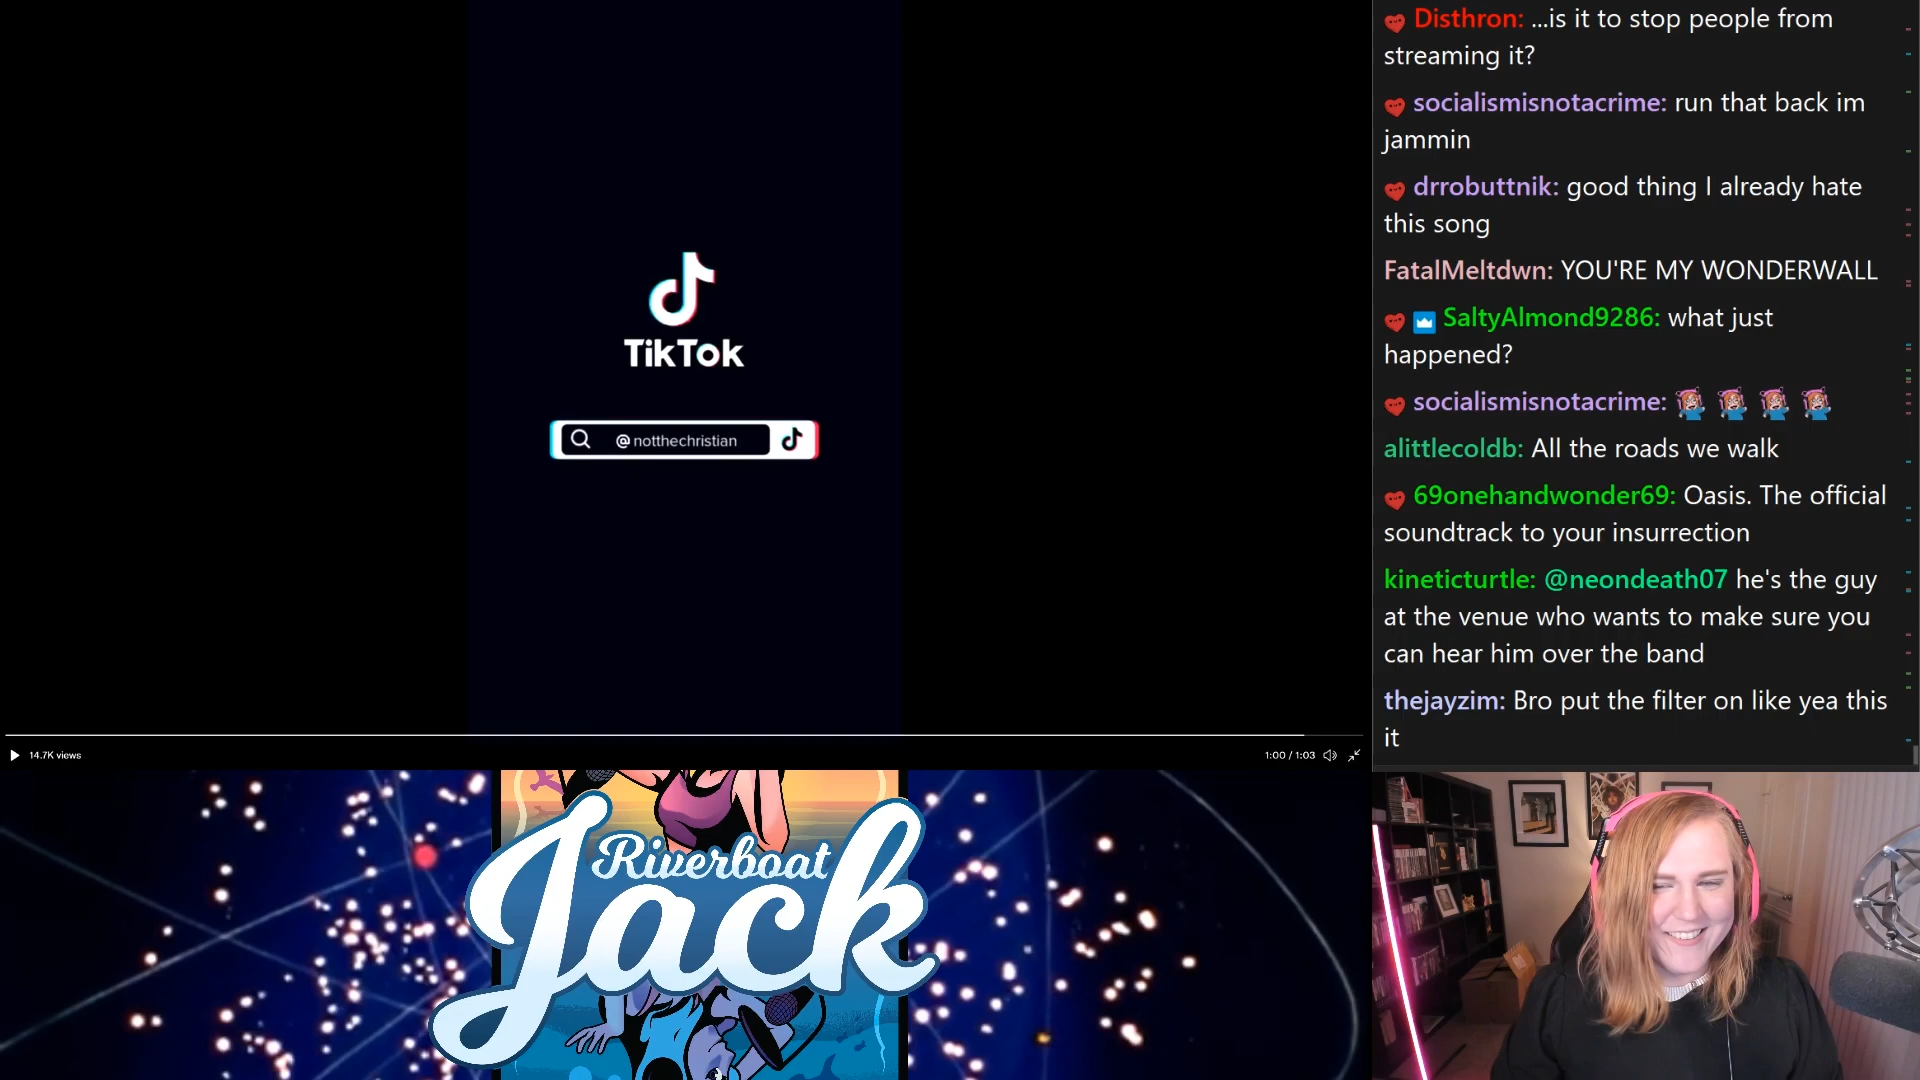 TikTok
@notthechristian
14.7K views
1:00 / 1:03
Riverboat
Jack
Disthron: ...is it to stop people from
streaming it?
socialismisnotacrime: run that back im
jammin
drrobuttnik: good thing I already hate
this song
FatalMeltdwn: YOU'RE MY WONDERWALL
SaltyAlmond9286: what just
happened?
socialismisnotacrime:
alittlecoldb: All the roads we walk
69onehandwonder69: Oasis. The official
soundtrack to your insurrection
kineticturtle: @neondeath07 he's the guy
at the venue who wants to make sure you
can hear him over the band
thejayzim: Bro put the filter on like yea this
it